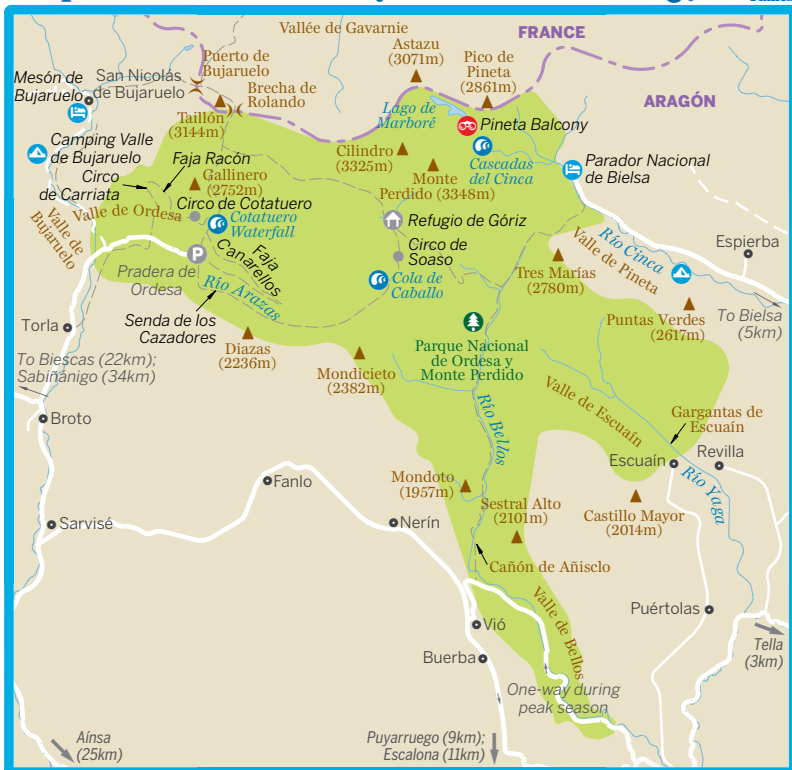 Vallée de Gavarnie
FRANCE
Astazu
(3071m)
Pico de
Pineta
(2861m)
Puerto de
Bujaruelo
Mesón de
Bujaruelo
San Nicolás
de Bujaruelo
Brecha de
Rolando
ARAGÓN
Lago de
Marboré
Taillón
(3144m)
Pineta Balcony
Camping Valle
de Bujaruelo
Faja Racón
Cilindro
(3325m)
Cascadas
del Cinca
Parador Nacional
de Bielsa
Circo
de Carriata
Gallinero
(2752m)
Monte
Perdido (3348m)
Valle de Ordesa
Circo de Cotatuero
Cotatuero
Waterfall
Refugio de Góriz
Valle de
Bujaruelo
P
Faja
Canarellos
Circo de
Soaso
Río Cinca
Valle de Pineta
Espierba
Pradera de
Ordesa
Río Arazas
Cola de
Caballo
Tres Marías
(2780m)
Senda de los
Cazadores
Torla
Puntas Verdes
(2617m)
To Bielsa
(5km)
Diazas
(2236m)
Parque Nacional
de Ordesa y
Monte Perdido
To Biescas (22km);
Sabiñánigo (34km)
Mondicieto
(2382m)
Valle de Escuaín
Río Bellos
Broto
Gargantas de
Escuaín
Escuaín
Revilla
Río Yaga
Fanlo
Mondoto
(1957m)
Sestral Alto
(2101m)
Castillo Mayor
(2014m)
Sarvisé
Nerín
Cañón de Añisclo
Valle de Bellos
Puértolas
Vió
Buerba
Tella
(3km)
One-way during
peak season
Aínsa
(25km)
Puyarruego (9km);
Escalona (11km)